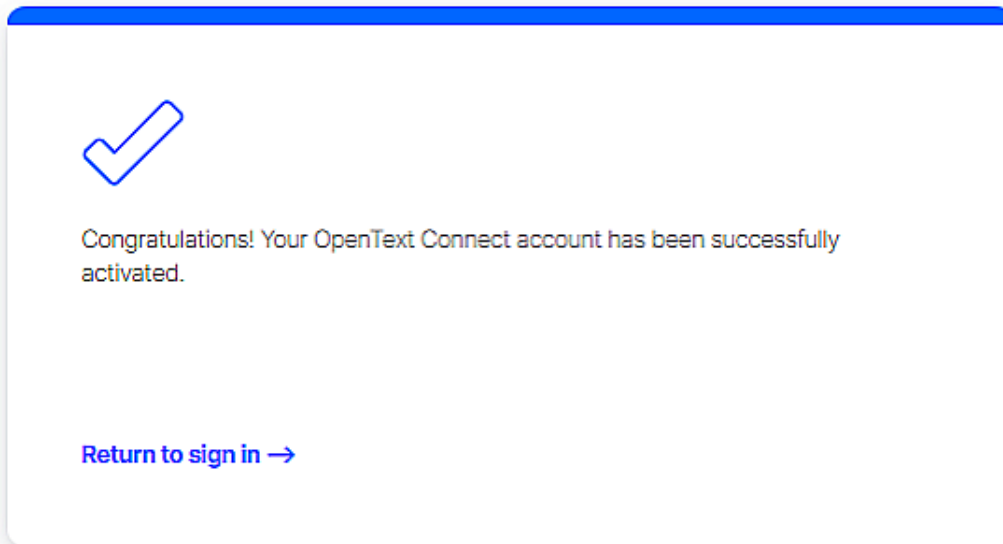 Congratulations! Your OpenText Connect account has been successfully
activated.
Return to sign in →